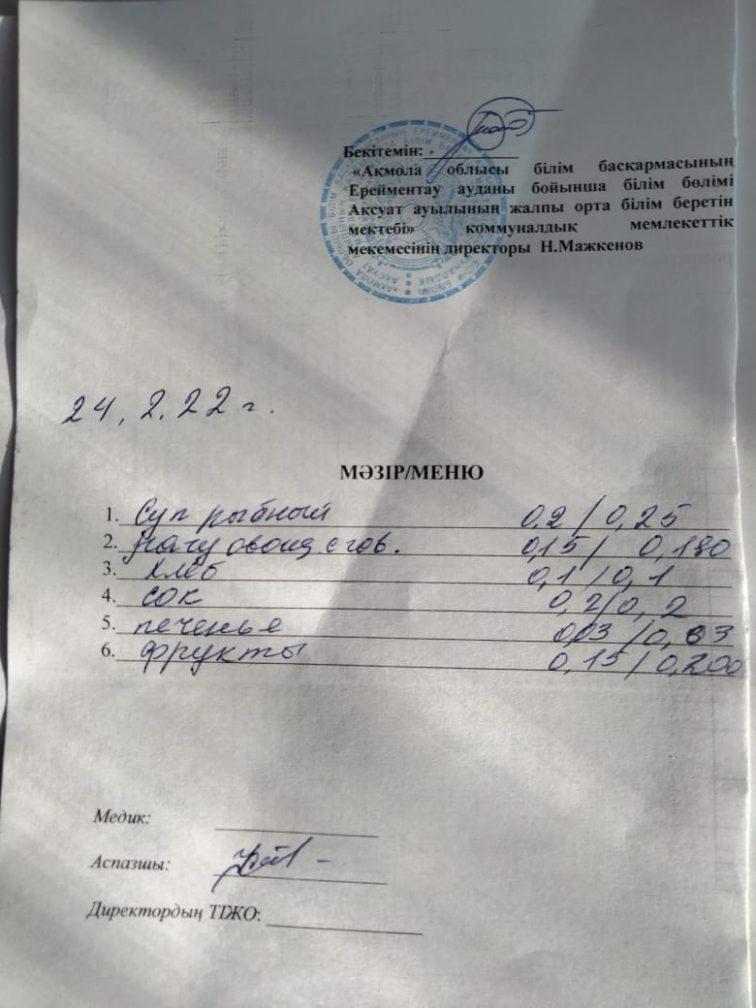 Бекітемін:
«Ақмола облысы білім басқармасының
Ерейментау ауданы бойынша білім бөлімі
Ақсуат ауылының жалпы орта білім беретін
мектебі» коммуналдық мемлекеттік
мекемесінің директоры Н.Мажкенов
24, 2. 22 г.
МӘЗІР/МЕНЮ
1. Суп рыбный 0.2 / 0,25
2. рагу овощ с гов. 0,15 / 0,180
3. хлеб 0,1 / 0,1
4. сок 0,2/0,2
5. печенье 0,03 /0,03
6. фрукты 0,15 / 0,200
Медик:
Аспазшы:
Директордың ТІЖО: